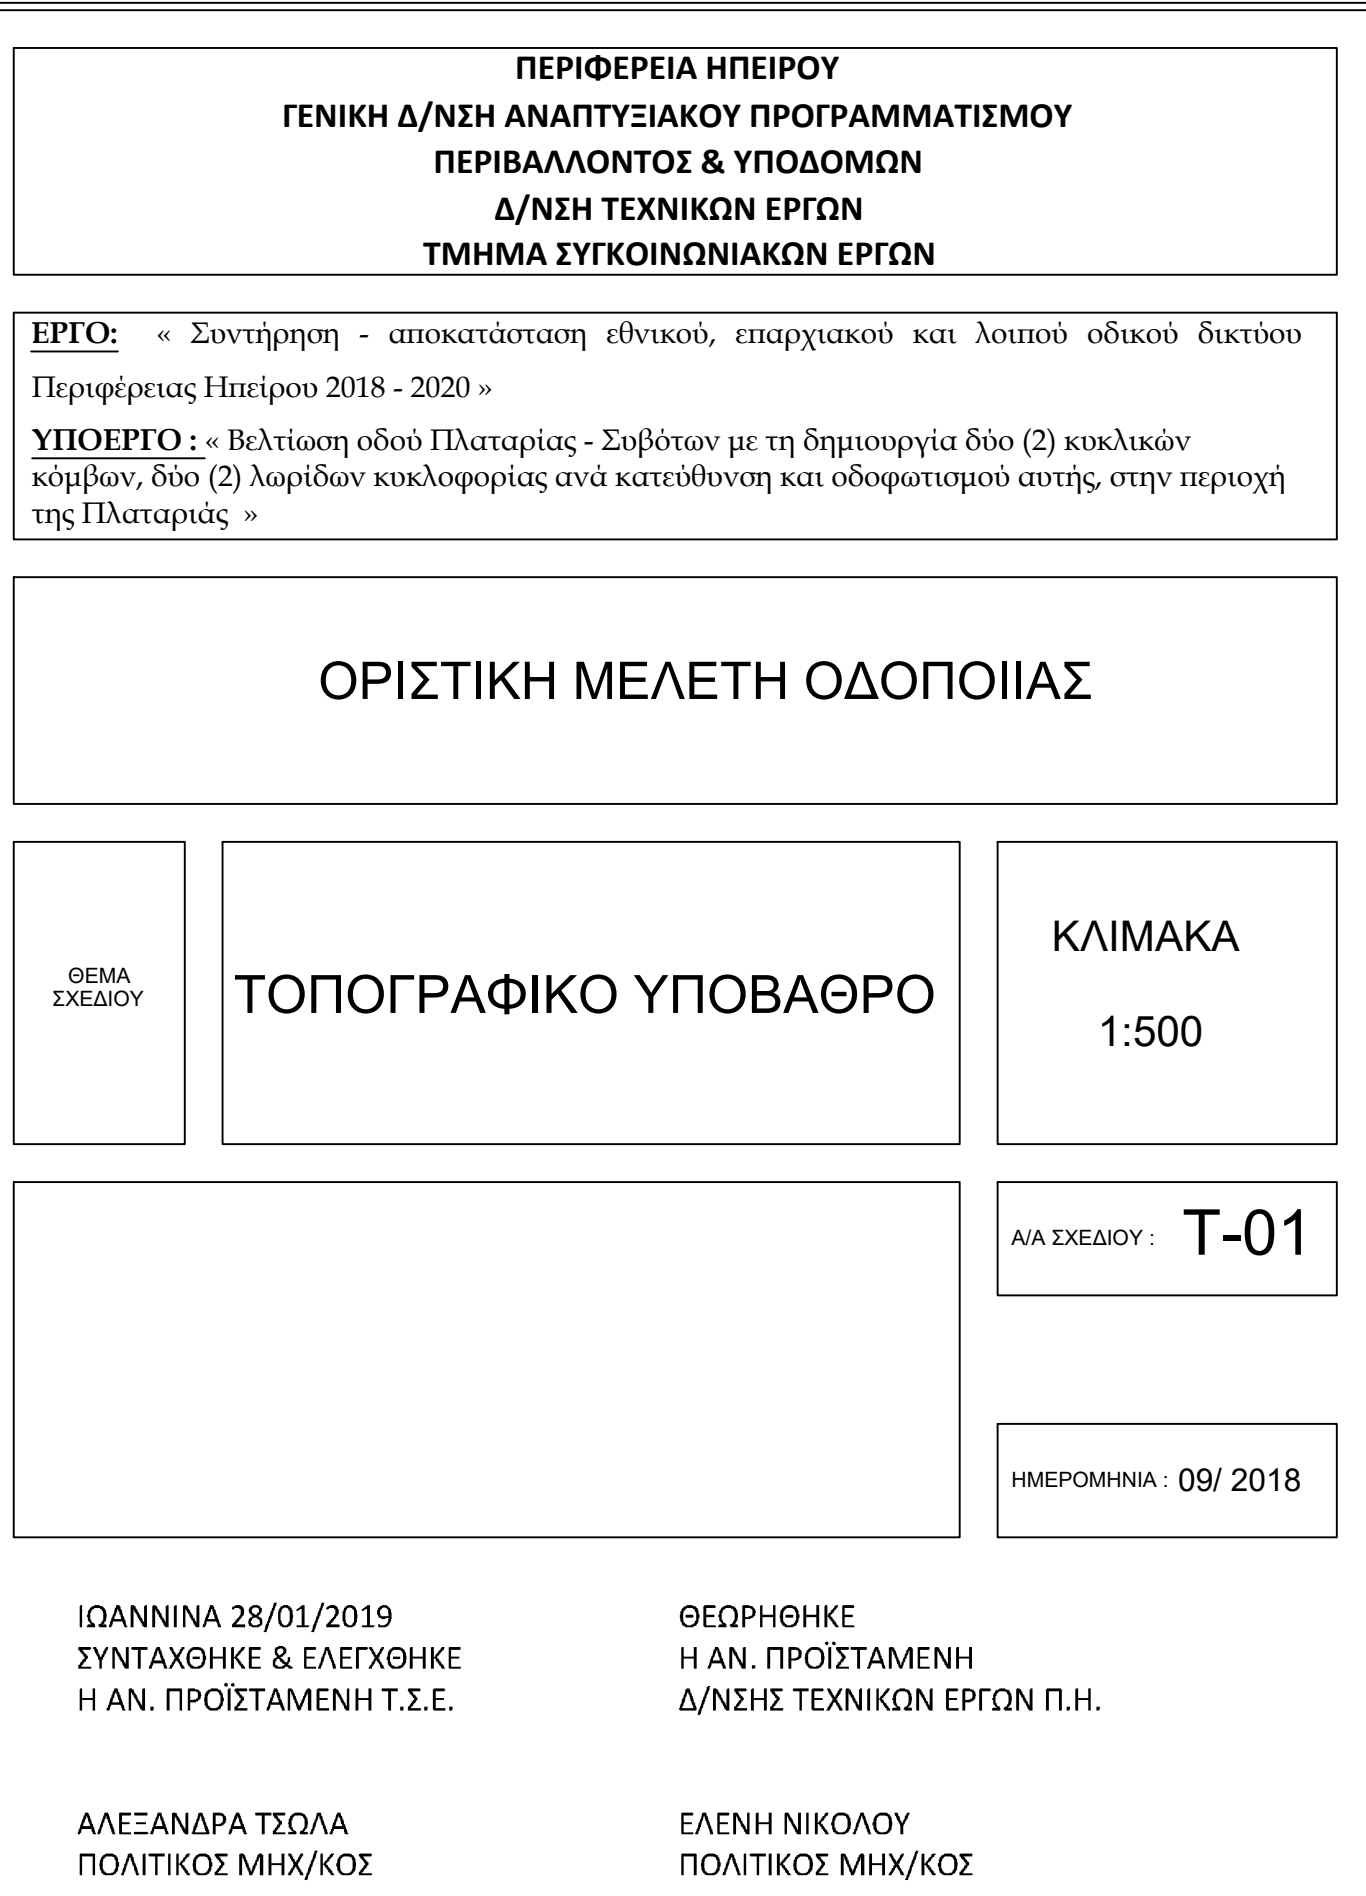 ΠΕΡΙΦΕΡΕΙΑ ΗΠΕΙΡΟΥ
ΓΕΝΙΚΗ Δ/ΝΣΗ ΑΝΑΠΤΥΞΙΑΚΟΥ ΠΡΟΓΡΑΜΜΑΤΙΣΜΟΥ
ΠΕΡΙΒΑΛΛΟΝΤΟΣ & ΥΠΟΔΟΜΩΝ
Δ/ΝΣΗ ΤΕΧΝΙΚΩΝ ΕΡΓΩΝ
ΤΜΗΜΑ ΣΥΓΚΟΙΝΩΝΙΑΚΩΝ ΕΡΓΩΝ
ΕΡΓΟ: « Συντήρηση - αποκατάσταση εθνικού, επαρχιακού και λοιπού οδικού δικτύου
Περιφέρειας Ηπείρου 2018 - 2020 »
ΥΠΟΕΡΓΟ : « Βελτίωση οδού Πλαταρίας - Συβότων με τη δημιουργία δύο (2) κυκλικών
κόμβων, δύο (2) λωρίδων κυκλοφορίας ανά κατεύθυνση και οδοφωτισμού αυτής, στην περιοχή
της Πλαταριάς »
ΟΡΙΣΤΙΚΗ ΜΕΛΕΤΗ ΟΔΟΠΟΙΙΑΣ
ΘΕΜΑ
ΣΧΕΔΙΟΥ
ΤΟΠΟΓΡΑΦΙΚΟ ΥΠΟΒΑΘΡΟ
ΚΛΙΜΑΚΑ
1:500
Α/Α ΣΧΕΔΙΟΥ : Τ-01
ΗΜΕΡΟΜΗΝΙΑ : 09/ 2018
ΙΩΑΝΝΙΝΑ 28/01/2019
ΣΥΝΤΑΧΘΗΚΕ & ΕΛΕΓΧΘΗΚΕ
Η ΑΝ. ΠΡΟΪΣΤΑΜΕΝΗ Τ.Σ.Ε.
ΑΛΕΞΑΝΔΡΑ ΤΣΩΛΑ
ΠΟΛΙΤΙΚΟΣ ΜΗΧ/ΚΟΣ
ΘΕΩΡΗΘΗΚΕ
Η ΑΝ. ΠΡΟΪΣΤΑΜΕΝΗ
Δ/ΝΣΗΣ ΤΕΧΝΙΚΩΝ ΕΡΓΩΝ Π.Η.
ΕΛΕΝΗ ΝΙΚΟΛΟΥ
ΠΟΛΙΤΙΚΟΣ ΜΗΧ/ΚΟΣ